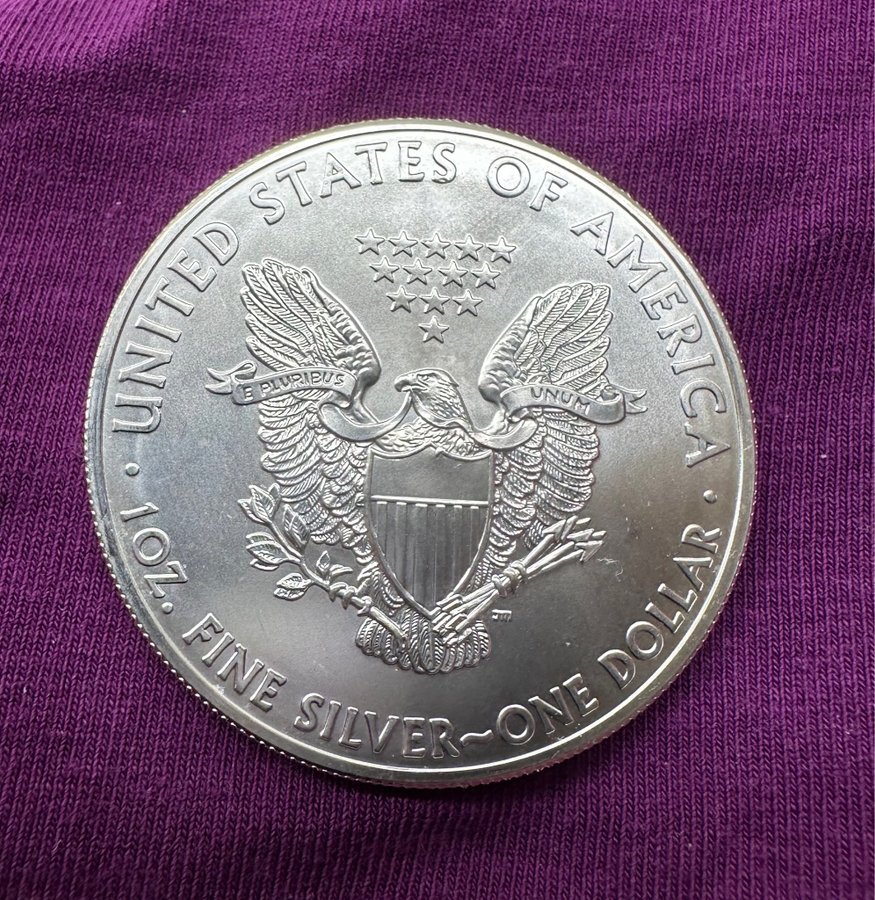 UNITED STATES OF AMERICA
E PLURIBUS UNUM
· 1 OZ. FINE SILVER~ONE DOLLAR ·